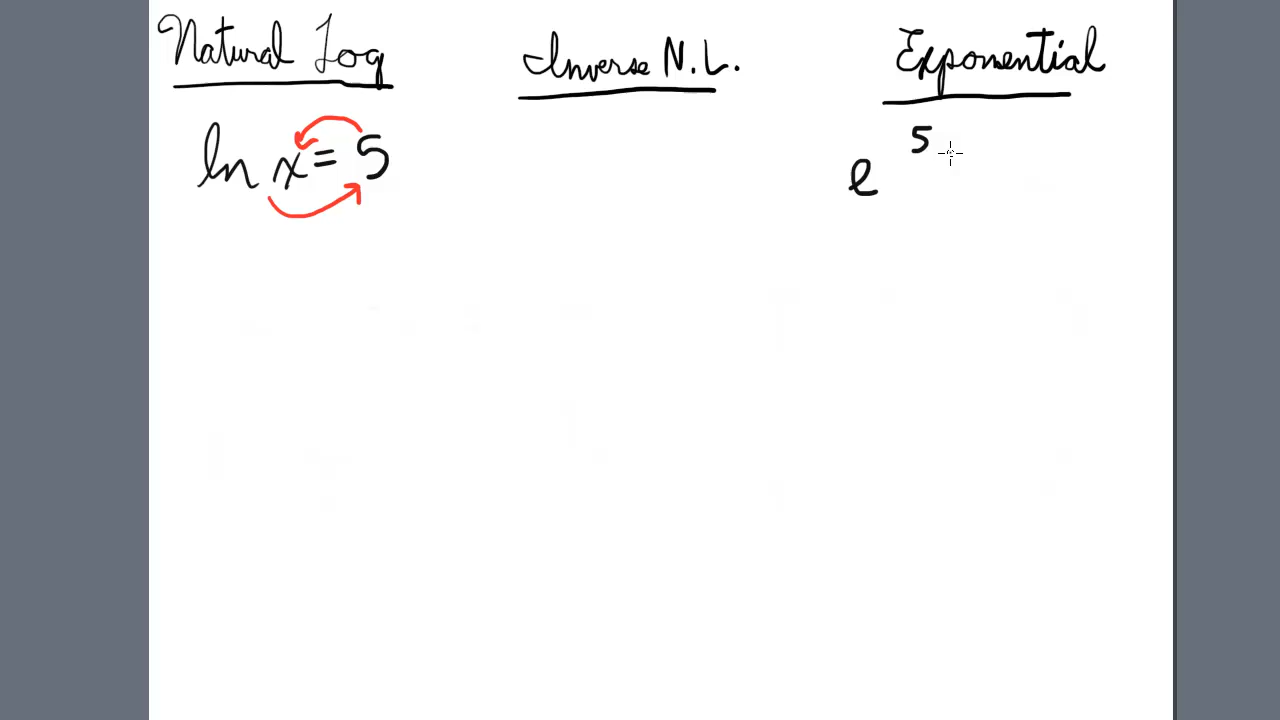 Natural Log
Inverse N.L.
Exponential
ln x = 5
e^5